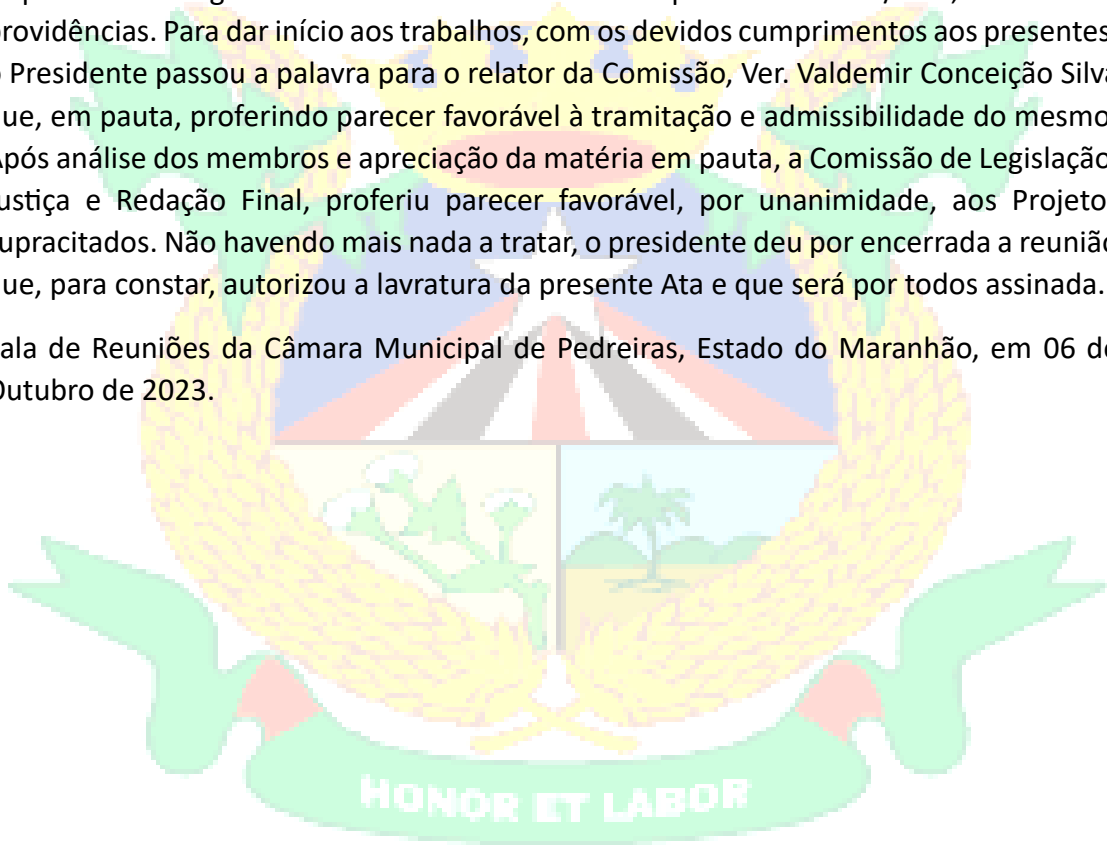 rovidências. Para dar início aos trabalhos, com os devidos cumprimentos aos presentes
o Presidente passou a palavra para o relator da Comissão, Ver. Valdemir Conceição Silva
ue, em pauta, proferindo parecer favorável à tramitação e admissibilidade do mesmo
Após análise dos membros e apreciação da matéria em pauta, a Comissão de Legislação
ustiça e Redação Final, proferiu parecer favorável, por unanimidade, aos Projeto
upracitados. Não havendo mais nada a tratar, o presidente deu por encerrada a reunião
ue, para constar, autorizou a lavratura da presente Ata e que será por todos assinada.
ala de Reuniões da Câmara Municipal de Pedreiras, Estado do Maranhão, em 06 de
Outubro de 2023.
HONOR ET LABOR